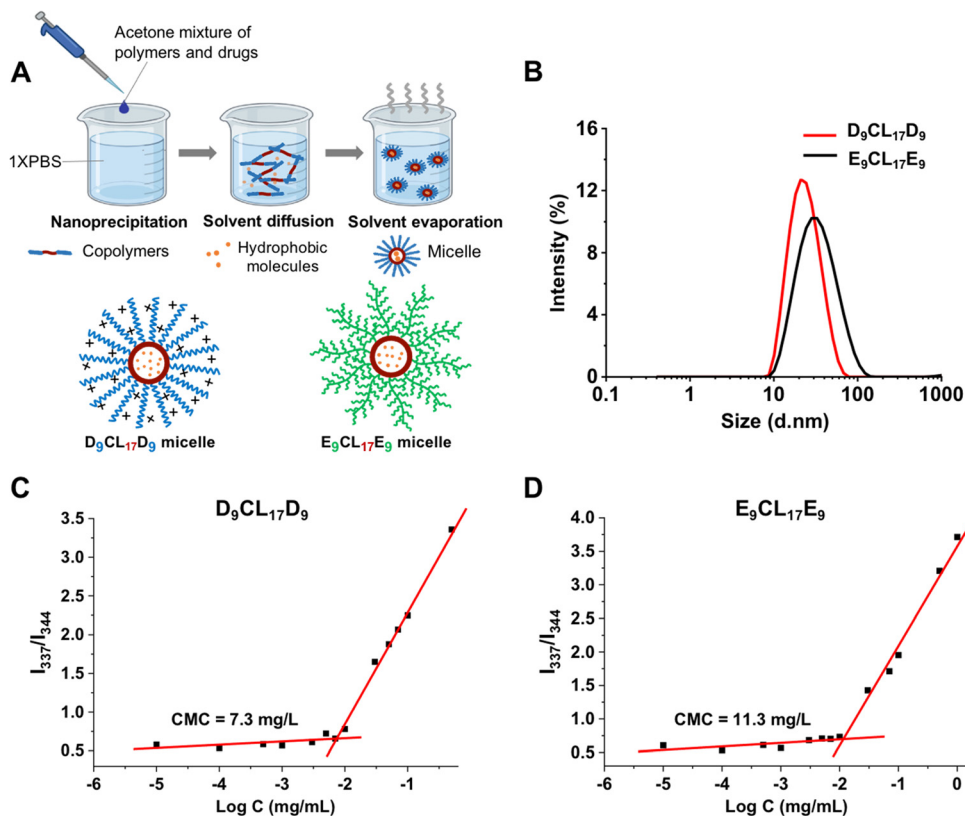 Acetone mixture of
polymers and drugs
A
1XPBS
Nanoprecipitation
Solvent diffusion
Solvent evaporation
Copolymers
Hydrophobic
molecules
Micelle
+ + + + + + + + + + + + + + + + + +
D₉CL₁₇D₉ micelle
E₉CL₁₇E₉ micelle
B
D₉CL₁₇D₉
E₉CL₁₇E₉
Intensity (%)
16
12
8
4
0
0.1 1 10 100 1000
Size (d.nm)
C
D₉CL₁₇D₉
I₃₃₇/I₃₄₄
3.5
3.0
2.5
2.0
1.5
1.0
0.5
CMC = 7.3 mg/L
-6 -5 -4 -3 -2 -1
Log C (mg/mL)
D
E₉CL₁₇E₉
I₃₃₇/I₃₄₄
4.0
3.5
3.0
2.5
2.0
1.5
1.0
0.5
0.0
CMC = 11.3 mg/L
-6 -5 -4 -3 -2 -1 0
Log C (mg/mL)